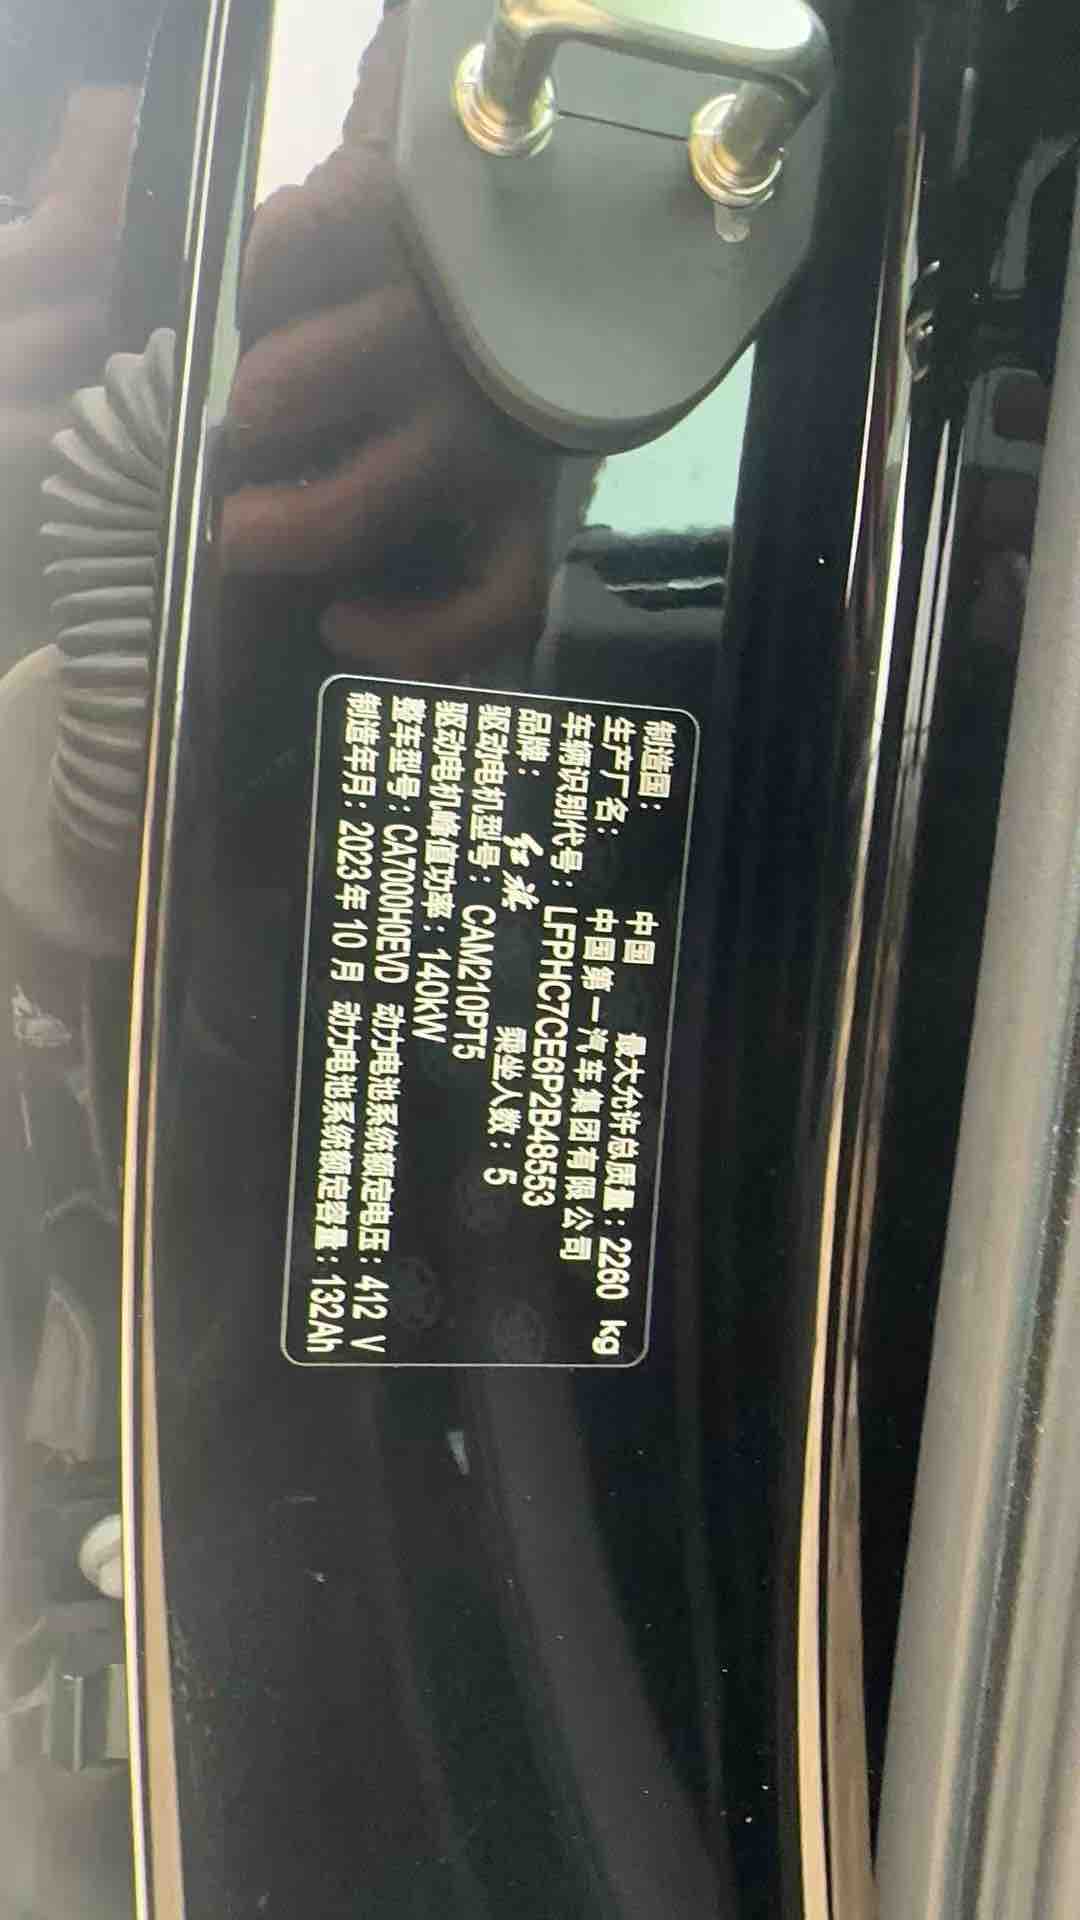 制造国： 中国 最大允许总质量：2260 kg
生产厂名： 中国第一汽车集团有限公司
车辆识别代号：LFPHC7CE6P2B48553
品牌： 红旗 乘坐人数：5
驱动电机型号：CAM210PT5
驱动电机峰值功率：140kW
整车型号：CA7000H0EVD 动力电池系统额定电压：412 V
制造年月：2023年10月 动力电池系统额定容量：132Ah